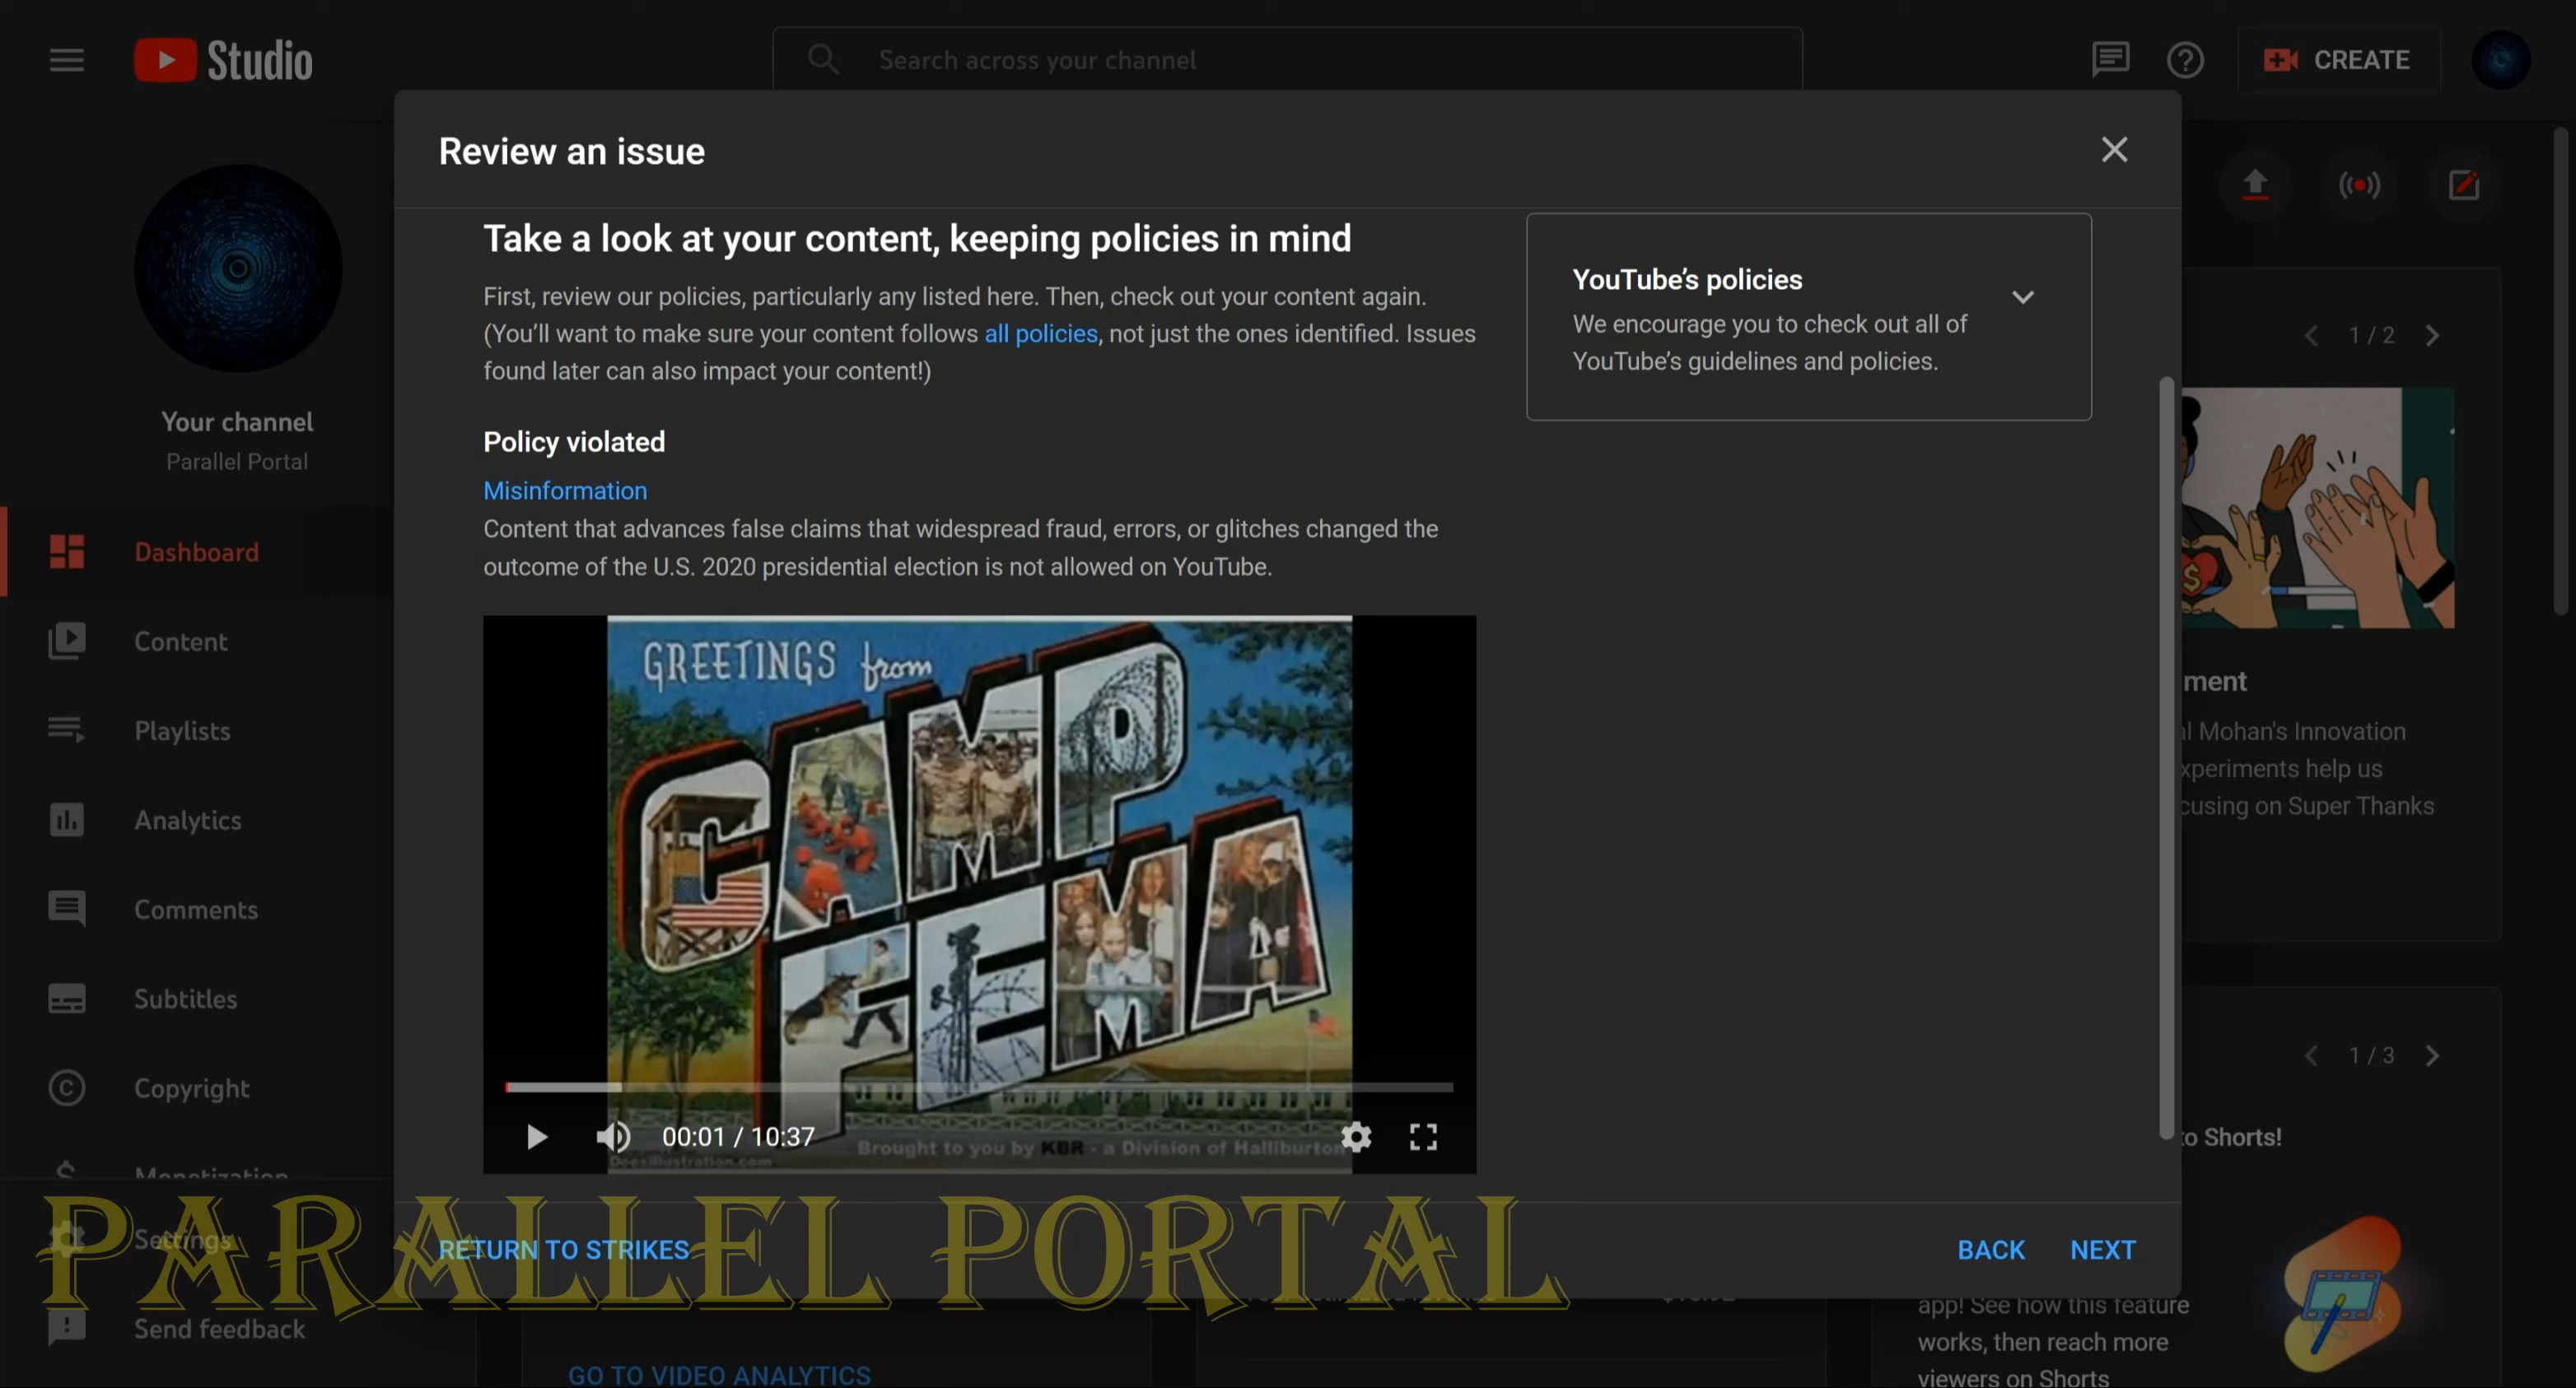 Studio
Search across your channel
CREATE
Review an issue
Take a look at your content, keeping policies in mind
First, review our policies, particularly any listed here. Then, check out your content again.
(You'll want to make sure your content follows all policies, not just the ones identified. Issues
found later can also impact your content!)
YouTube's policies
We encourage you to check out all of
YouTube's guidelines and policies.
Policy violated
Misinformation
Content that advances false claims that widespread fraud, errors, or glitches changed the
outcome of the U.S. 2020 presidential election is not allowed on YouTube.
GREETINGS from
CAMP
FEMA
00:01 / 10:37
Brought to you by KBR - a Division of Halliburton
Deesillustration.com
RETURN TO STRIKES
BACK
NEXT
Your channel
Parallel Portal
Dashboard
Content
Playlists
Analytics
Comments
Subtitles
Copyright
Monetization
Settings
Send feedback
PARALLEL PORTAL
GO TO VIDEO ANALYTICS
1 / 2
ment
Mohan's Innovation
xperiments help us
cusing on Super Thanks
1 / 3
o Shorts!
app! See how this feature
works, then reach more
viewers on Shorts